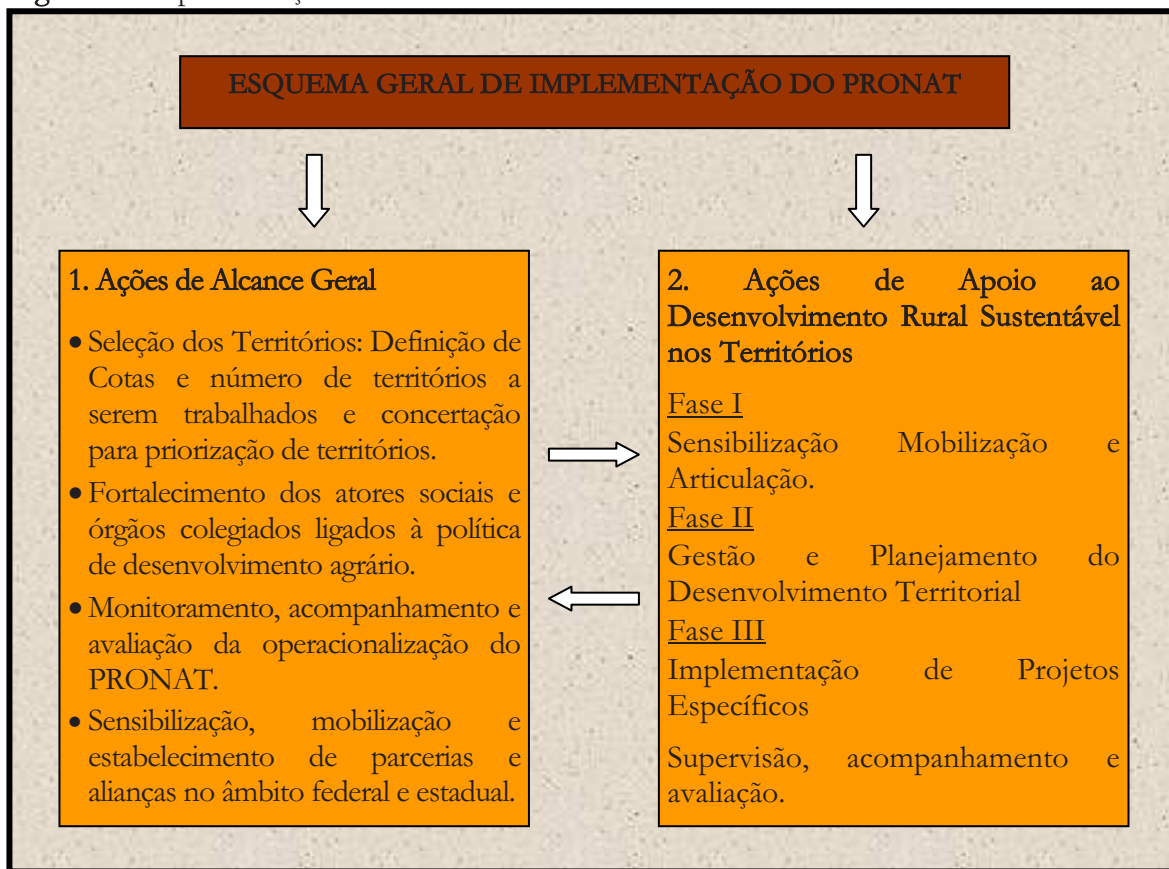 ESQUEMA GERAL DE IMPLEMENTAÇÃO DO PRONAT
1. Ações de Alcance Geral
• Seleção dos Territórios: Definição de
Cotas e número de territórios a
serem trabalhados e concertação
para priorização de territórios.
• Fortalecimento dos atores sociais e
órgãos colegiados ligados à política
de desenvolvimento agrário.
• Monitoramento, acompanhamento e
avaliação da operacionalização do
PRONAT.
• Sensibilização, mobilização e
estabelecimento de parcerias e
alianças no âmbito federal e estadual.
2. Ações de Apoio ao
Desenvolvimento Rural Sustentável
nos Territórios
Fase I
Sensibilização Mobilização e
Articulação.
Fase II
Gestão e Planejamento do
Desenvolvimento Territorial
Fase III
Implementação de Projetos
Específicos
Supervisão, acompanhamento e
avaliação.